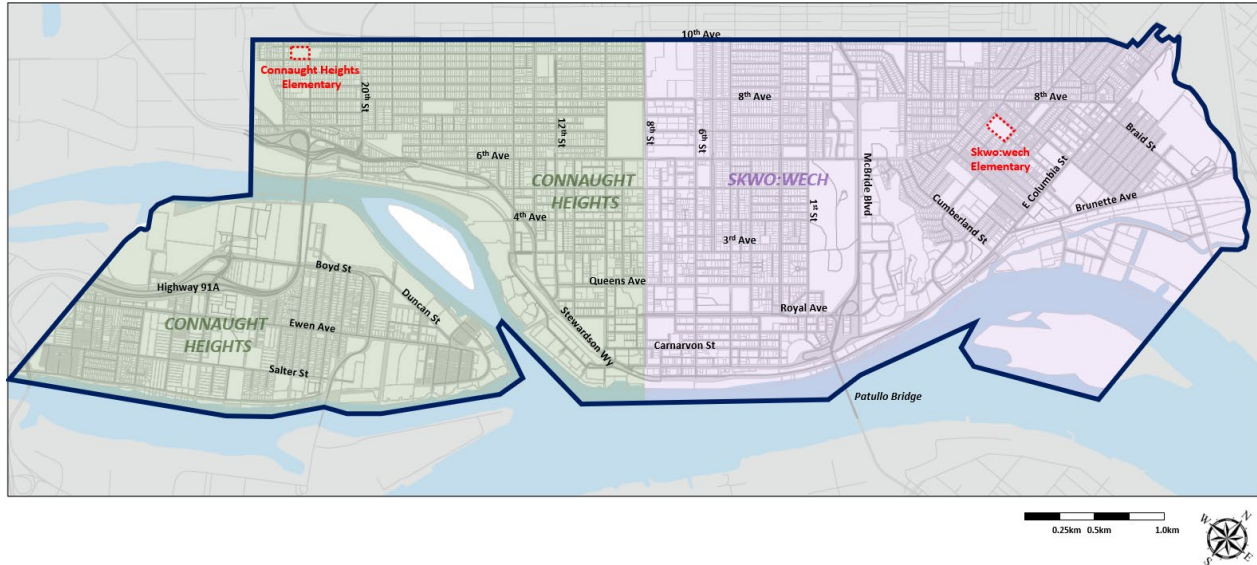 10th Ave
Connaught Heights
Elementary
20th St
8th Ave
8th Ave
12th St
8th St
6th St
Braid St
6th Ave
Skwo:wech
Elementary
CONNAUGHT
HEIGHTS
SKWO:WECH
McBride Blvd
E Columbia St
1st St
Cumberland St
Brunette Ave
4th Ave
3rd Ave
Boyd St
Queens Ave
Highway 91A
Duncan St
Royal Ave
Stewardson Wy
CONNAUGHT
HEIGHTS
Ewen Ave
Carnarvon St
Salter St
Patullo Bridge
0.25km 0.5km 1.0km
N
W
E
S